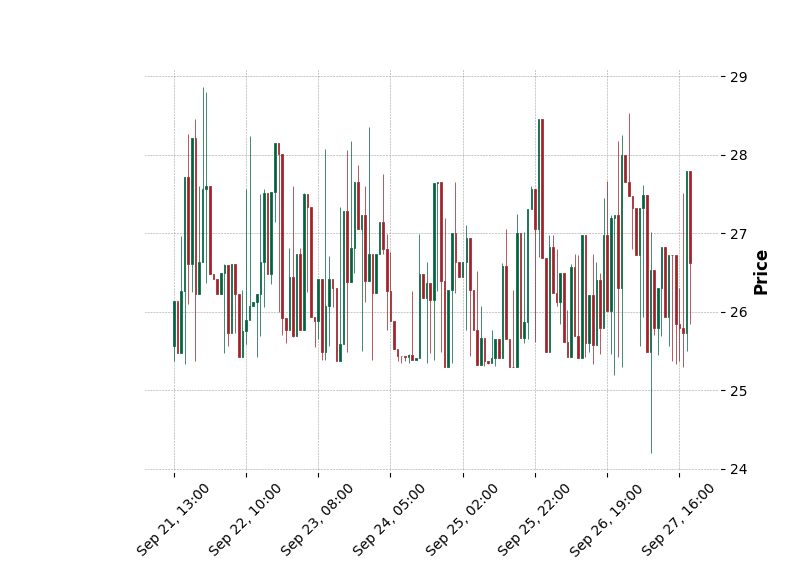 29
28
27
26
25
24
Price
Sep 21, 13:00
Sep 22, 10:00
Sep 23, 08:00
Sep 24, 05:00
Sep 25, 02:00
Sep 25, 22:00
Sep 26, 19:00
Sep 27, 16:00